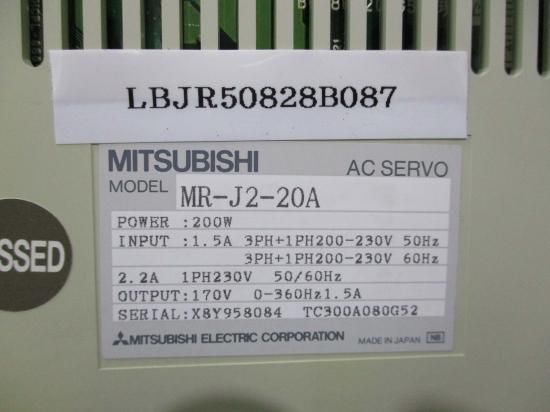 LBJR50828B087
MITSUBISHI AC SERVO
MODEL MR-J2-20A
POWER :200W
INPUT :1.5A 3PH+1PH200-230V 50Hz
3PH+1PH200-230V 60Hz
2.2A 1PH230V 50/60Hz
OUTPUT:170V 0-360Hz1.5A
SERIAL:X8Y958084 TC300A080G52
MITSUBISHI ELECTRIC CORPORATION MADE IN JAPAN NB
SSED